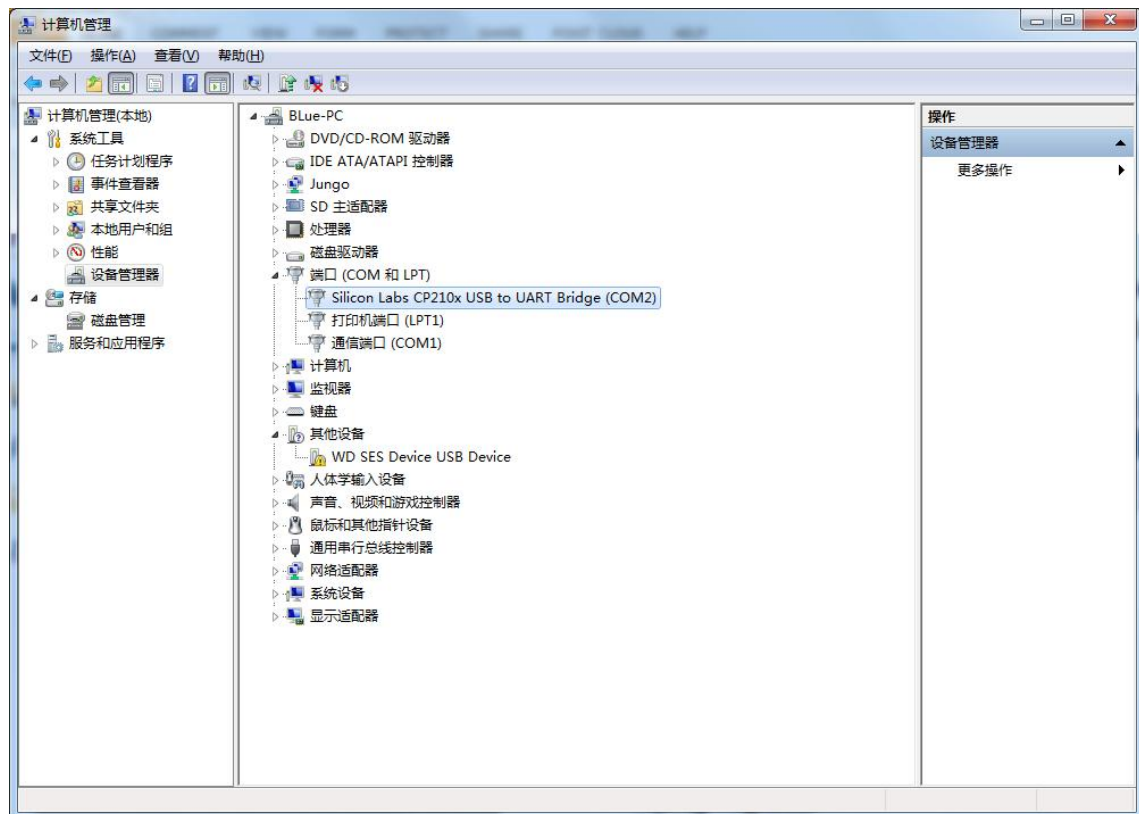 计算机管理
文件(F) 操作(A) 查看(V) 帮助(H)
计算机管理(本地)
系统工具
任务计划程序
事件查看器
共享文件夹
本地用户和组
性能
设备管理器
存储
磁盘管理
服务和应用程序
BLue-PC
DVD/CD-ROM 驱动器
IDE ATA/ATAPI 控制器
Jungo
SD 主适配器
处理器
磁盘驱动器
端口 (COM 和 LPT)
Silicon Labs CP210x USB to UART Bridge (COM2)
打印机端口 (LPT1)
通信端口 (COM1)
计算机
监视器
键盘
其他设备
WD SES Device USB Device
人体学输入设备
声音、视频和游戏控制器
鼠标和其他指针设备
通用串行总线控制器
网络适配器
系统设备
显示适配器
操作
设备管理器
更多操作